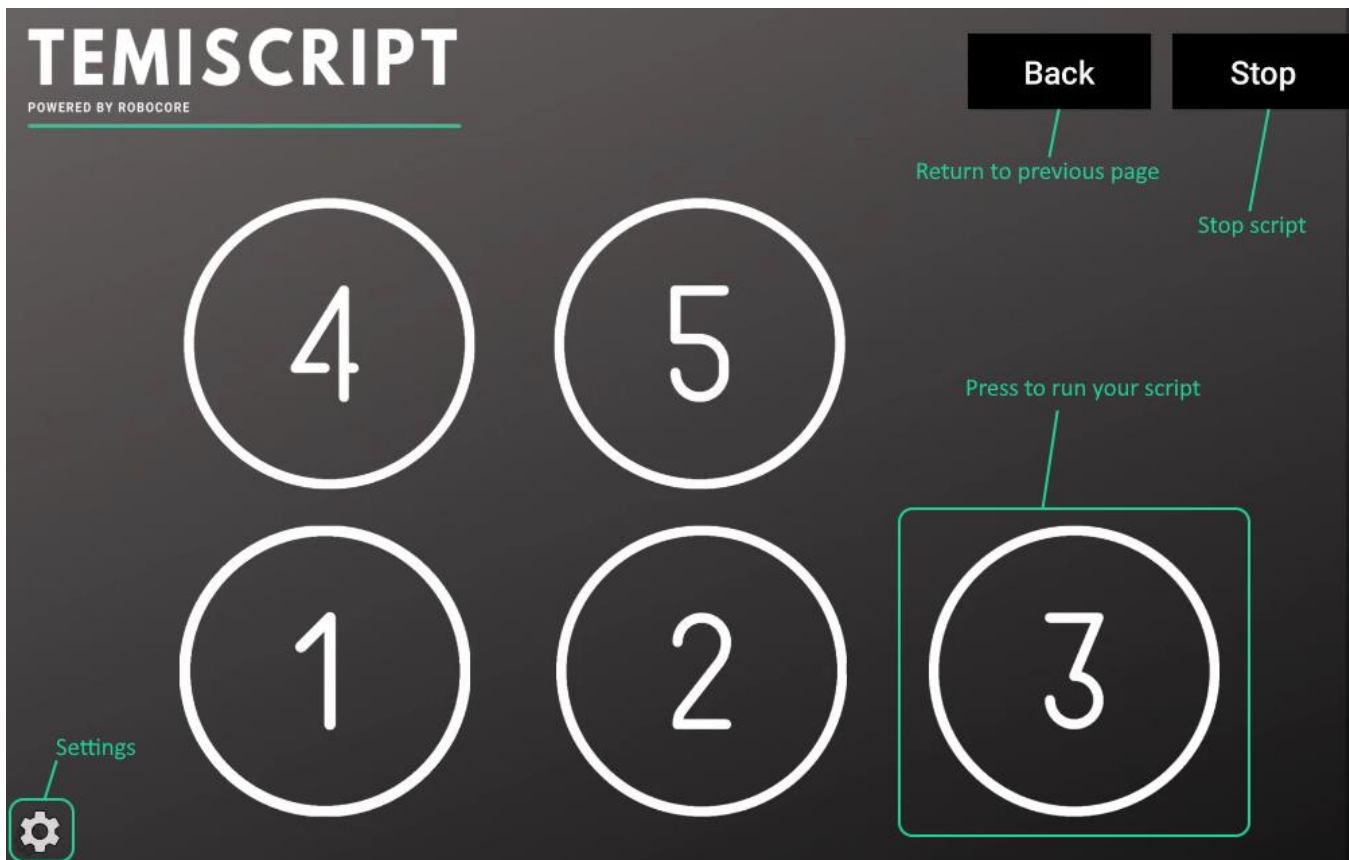 TEMISCRIPT
POWERED BY ROBOCORE
Back
Stop
Return to previous page
Stop script
4
5
Press to run your script
1
2
3
Settings